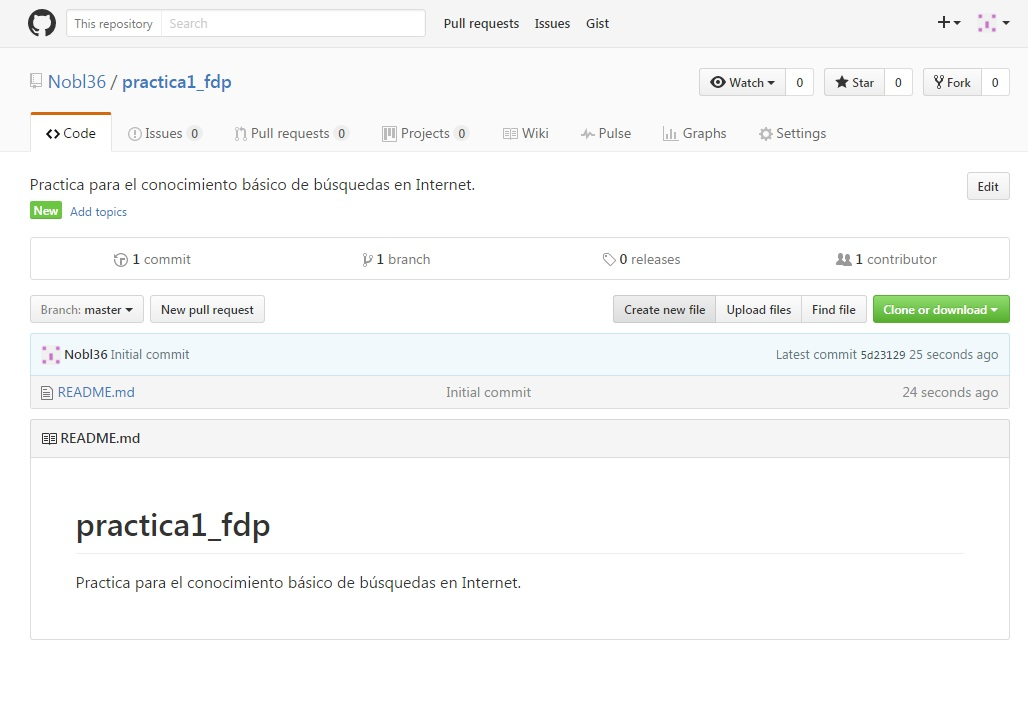 This repository Search Pull requests Issues Gist
Nobl36 / practica1_fdp Watch 0 Star 0 Fork 0
Code Issues 0 Pull requests 0 Projects 0 Wiki Pulse Graphs Settings
Practica para el conocimiento básico de búsquedas en Internet. Edit
New Add topics
1 commit 1 branch 0 releases 1 contributor
Branch: master New pull request Create new file Upload files Find file Clone or download
Nobl36 Initial commit Latest commit 5d23129 25 seconds ago
README.md Initial commit 24 seconds ago
README.md
practica1_fdp
Practica para el conocimiento básico de búsquedas en Internet.